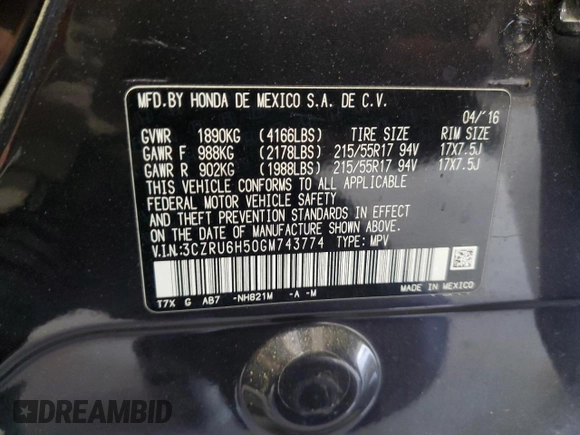 MFD.BY HONDA DE MEXICO S.A. DE C.V.
04/'16
GVWR 1890KG (4166LBS) TIRE SIZE RIM SIZE
GAWR F 988KG (2178LBS) 215/55R17 94V 17X7.5J
GAWR R 902KG (1988LBS) 215/55R17 94V 17X7.5J
THIS VEHICLE CONFORMS TO ALL APPLICABLE
FEDERAL MOTOR VEHICLE SAFETY
AND THEFT PREVENTION STANDARDS IN EFFECT
ON THE DATE OF MANUFACTURE SHOWN ABOVE.
V.I.N:3CZRU6H50GM743774 TYPE: MPV
T7X G AB7 -NH821M -A -M MADE IN MEXICO
DREAMBID